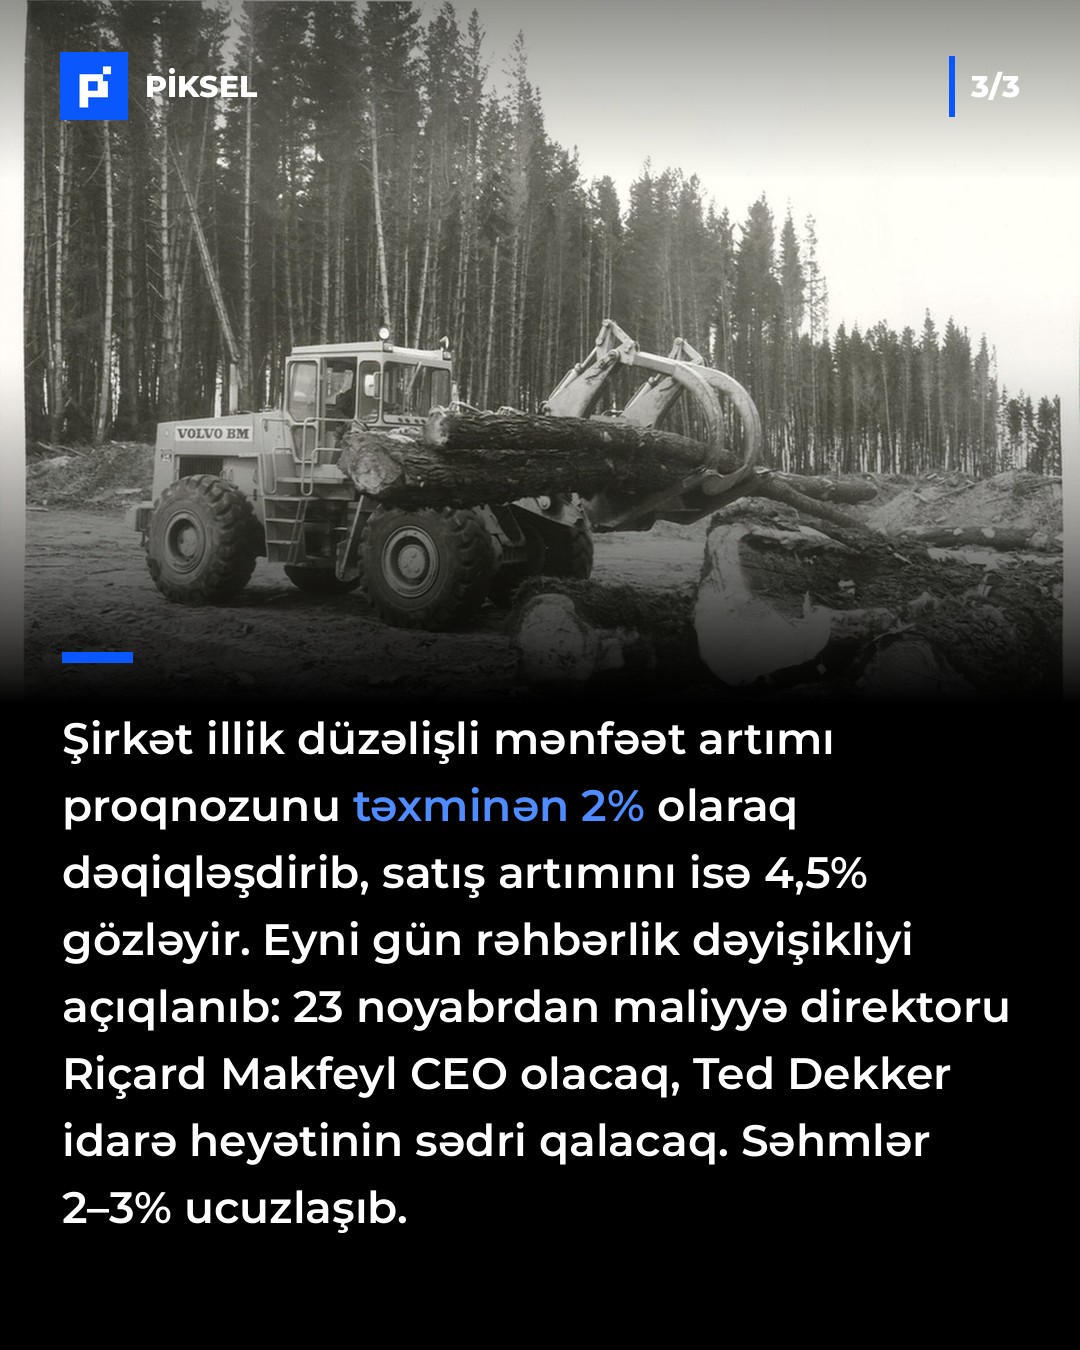 PİKSEL
3/3
VOLVO BM
Şirkət illik düzəlişli mənfəət artımı
proqnozunu təxminən 2% olaraq
dəqiqləşdirib, satış artımını isə 4,5%
gözləyir. Eyni gün rəhbərlik dəyişikliyi
açıqlanıb: 23 noyabrdan maliyyə direktoru
Riçard Makfeyl CEO olacaq, Ted Dekker
idarə heyətinin sədri qalacaq. Səhmlər
2–3% ucuzlaşıb.